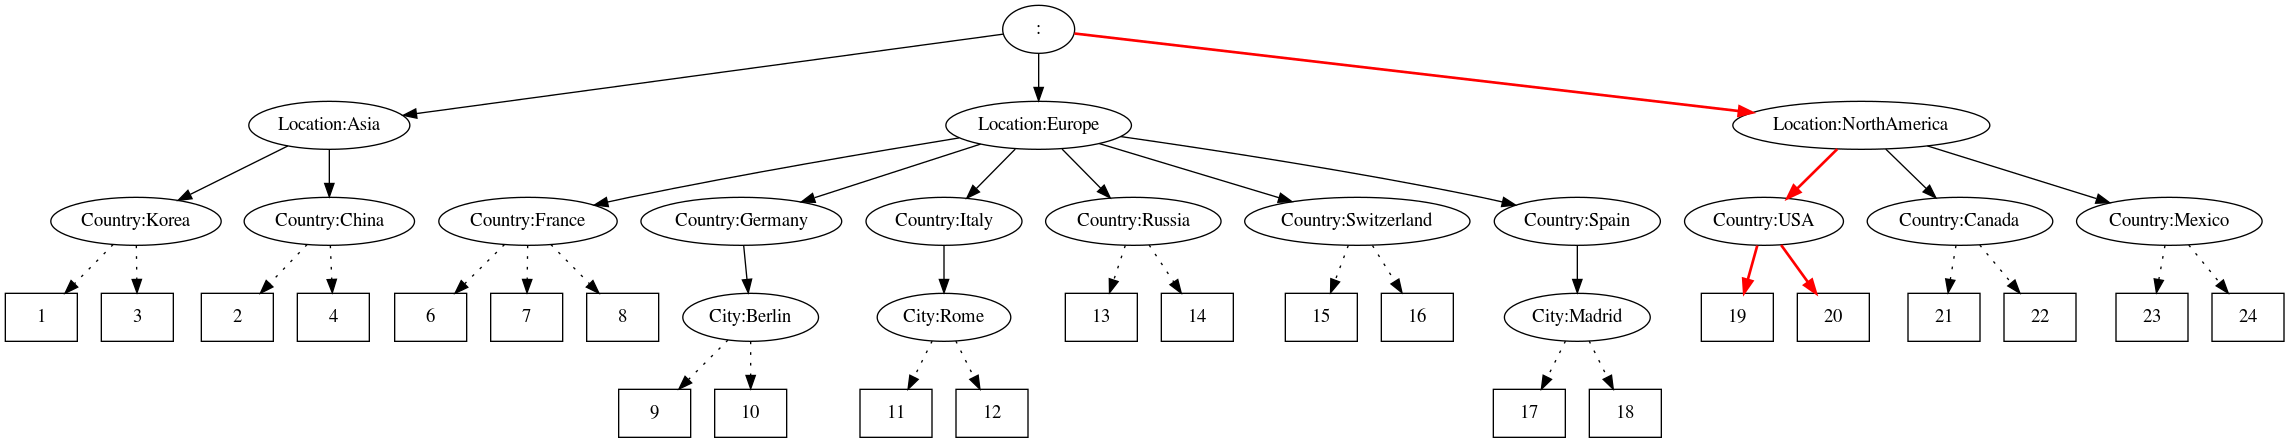 :
Location:Asia
Location:Europe
Location:NorthAmerica
Country:Korea
Country:China
Country:France
Country:Germany
Country:Italy
Country:Russia
Country:Switzerland
Country:Spain
Country:USA
Country:Canada
Country:Mexico
1
3
2
4
6
7
8
City:Berlin
City:Rome
13
14
15
16
City:Madrid
19
20
21
22
23
24
9
10
11
12
17
18